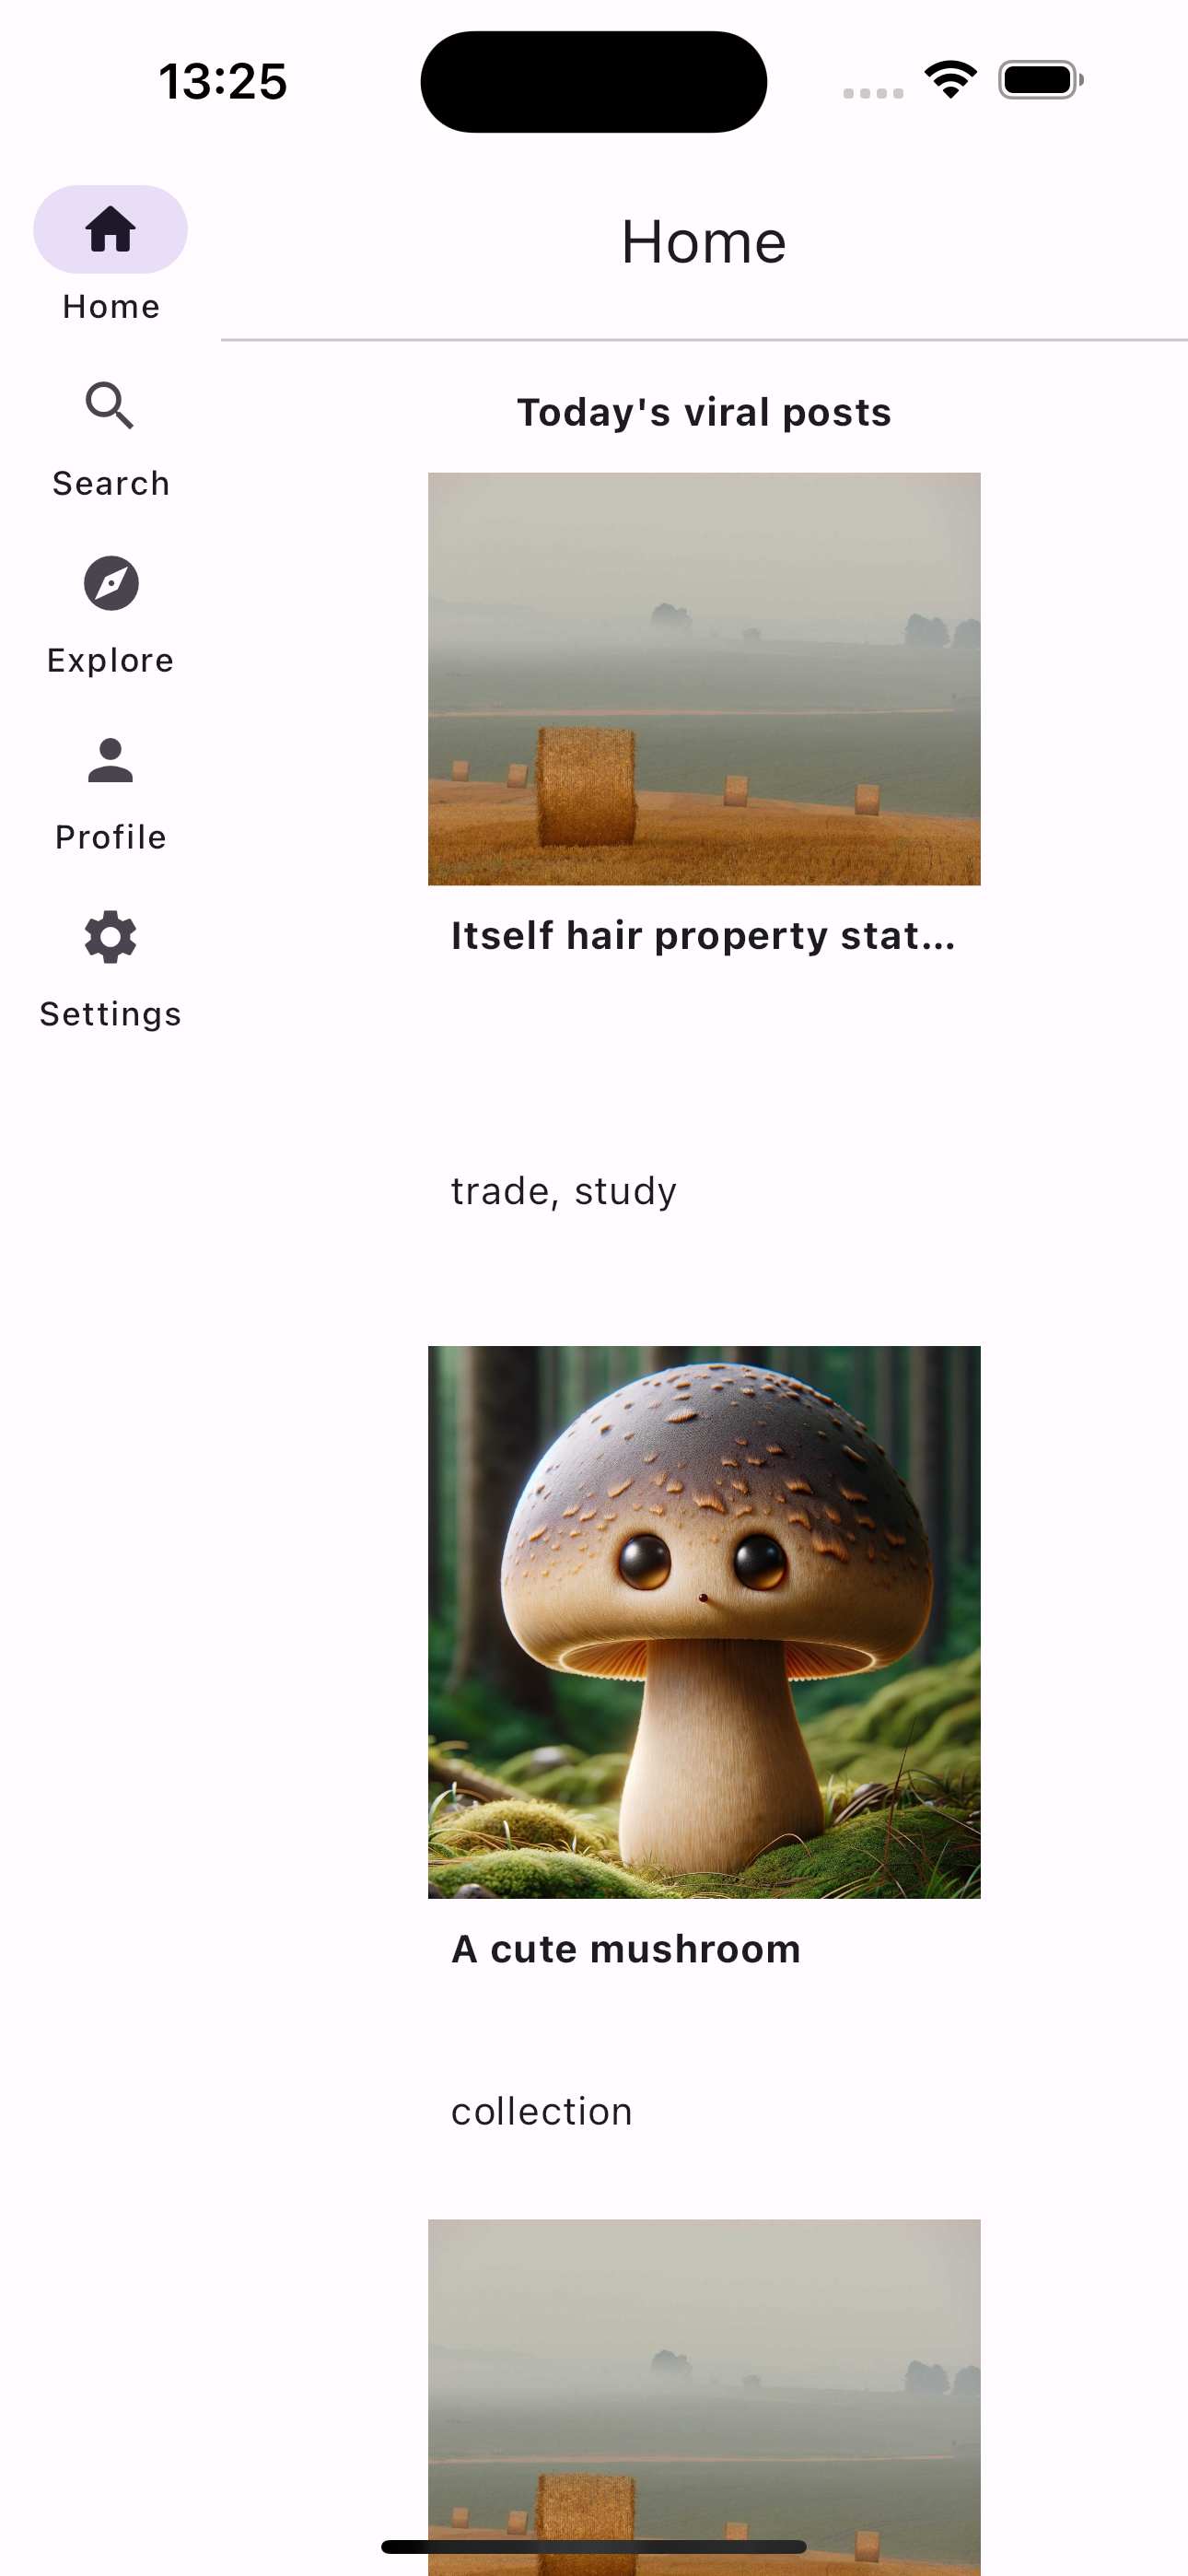 13:25
Home
Home
Search
Explore
Profile
Settings
Today's viral posts
Itself hair property stat...
trade, study
A cute mushroom
collection